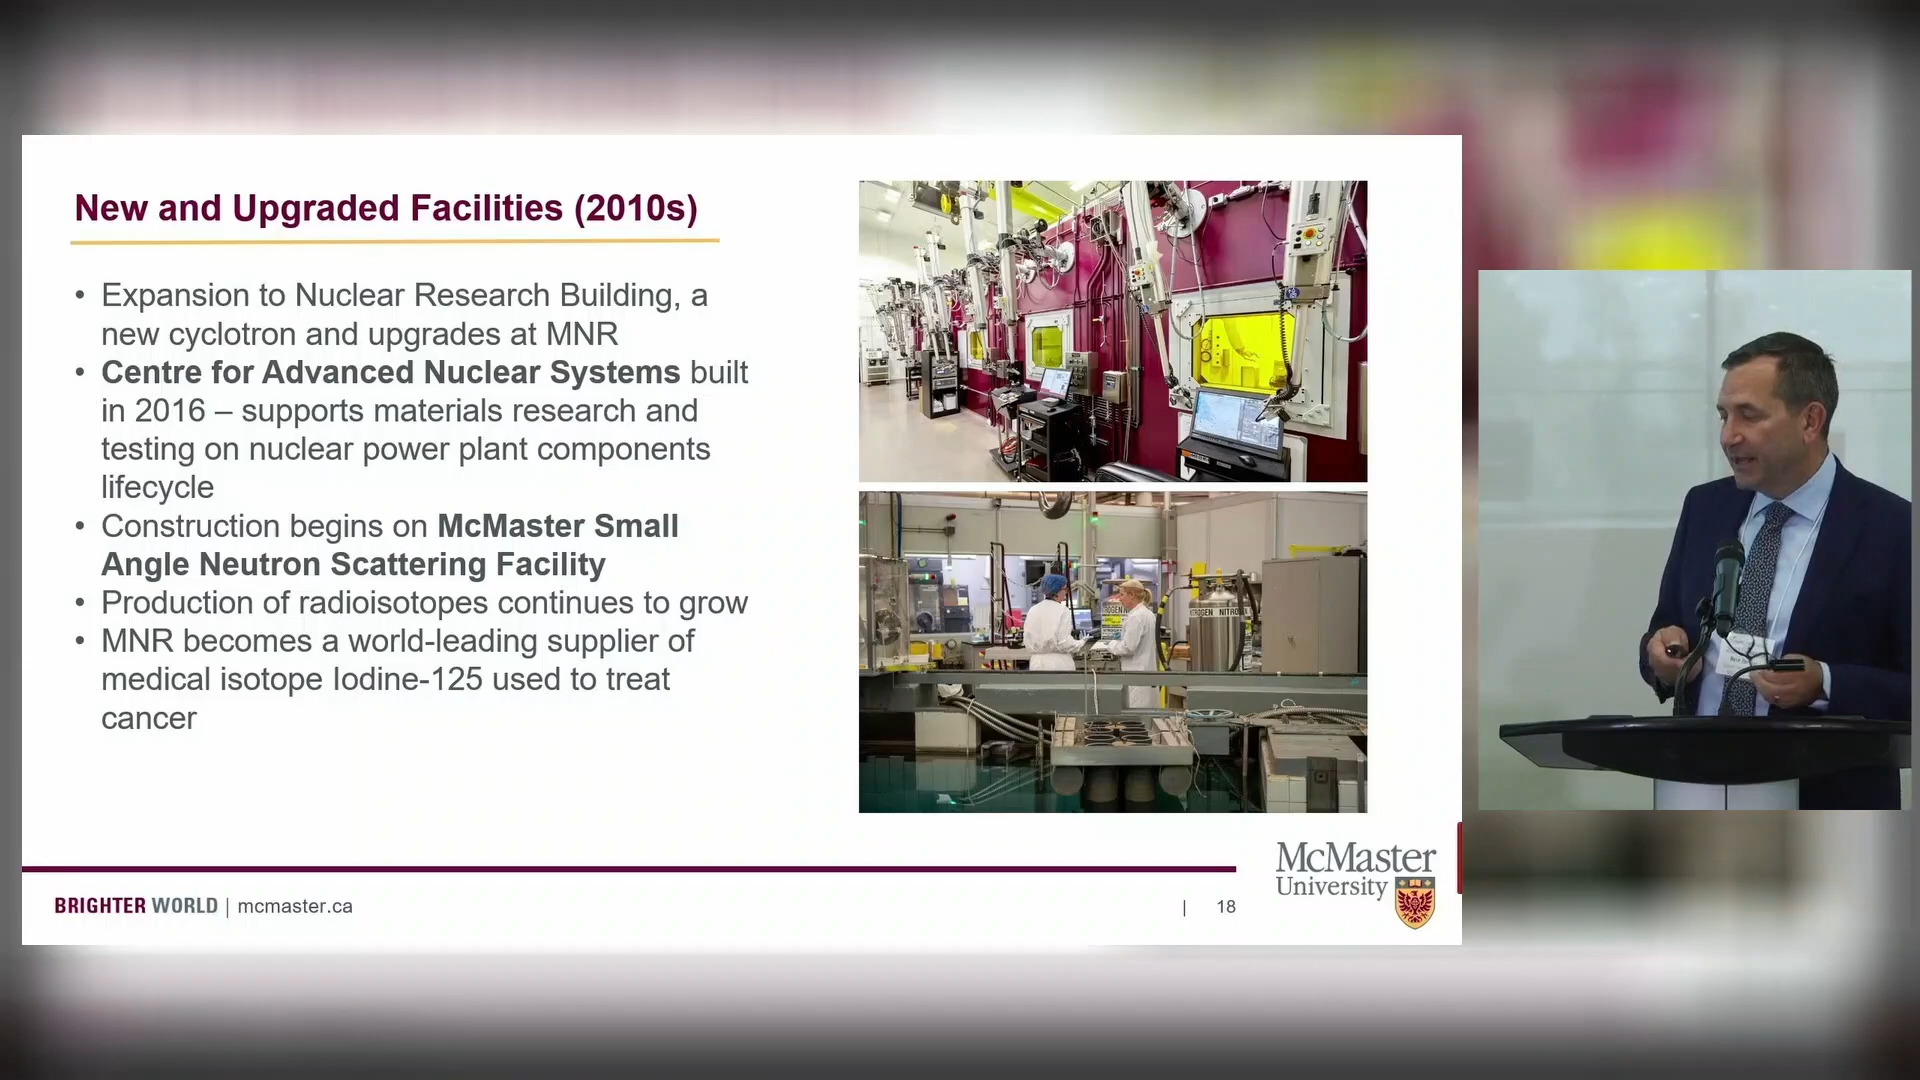 New and Upgraded Facilities (2010s)
• Expansion to Nuclear Research Building, a
new cyclotron and upgrades at MNR
• Centre for Advanced Nuclear Systems built
in 2016 – supports materials research and
testing on nuclear power plant components
lifecycle
• Construction begins on McMaster Small
Angle Neutron Scattering Facility
• Production of radioisotopes continues to grow
• MNR becomes a world-leading supplier of
medical isotope Iodine-125 used to treat
cancer
NITROGEN
NITROGEN NITRO
BRIGHTER WORLD | mcmaster.ca
| 18
McMaster
University